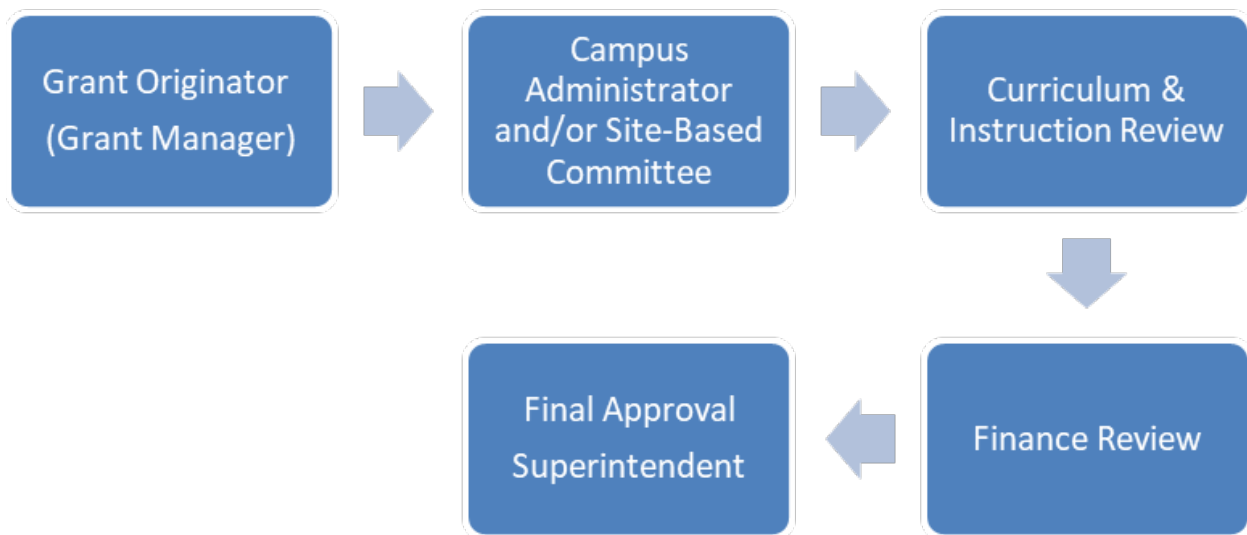 Grant Originator
(Grant Manager)
Campus
Administrator
and/or Site-Based
Committee
Curriculum &
Instruction Review
Finance Review
Final Approval
Superintendent